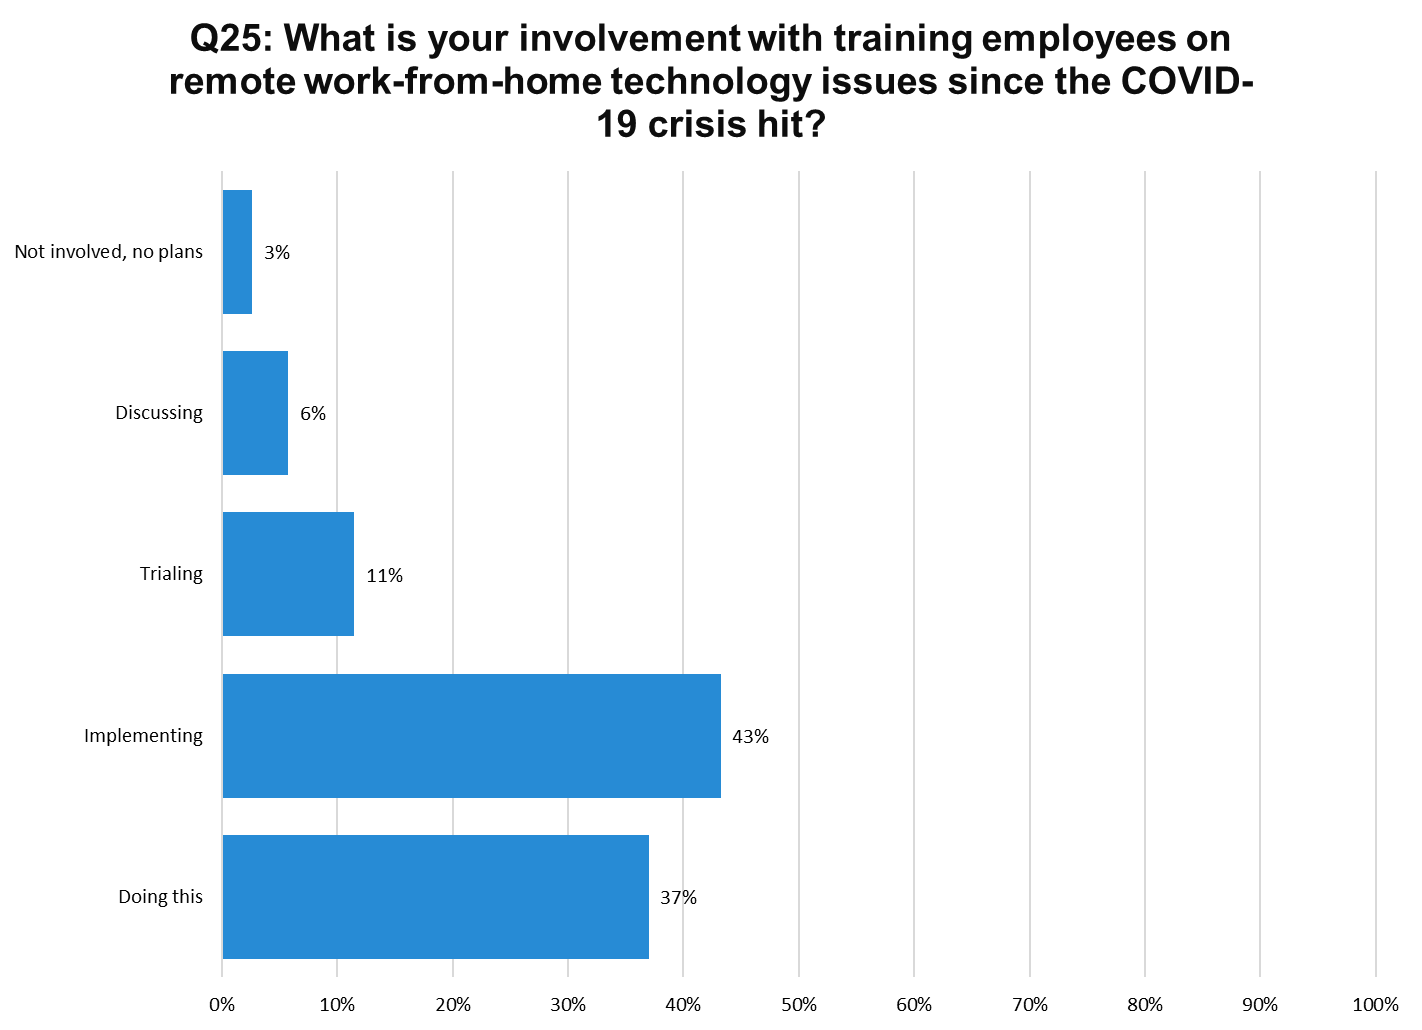 Q25: What is your involvement with training employees on
remote work-from-home technology issues since the COVID-
19 crisis hit?
Not involved, no plans 3%
Discussing 6%
Trialing 11%
Implementing 43%
Doing this 37%
0% 10% 20% 30% 40% 50% 60% 70% 80% 90% 100%